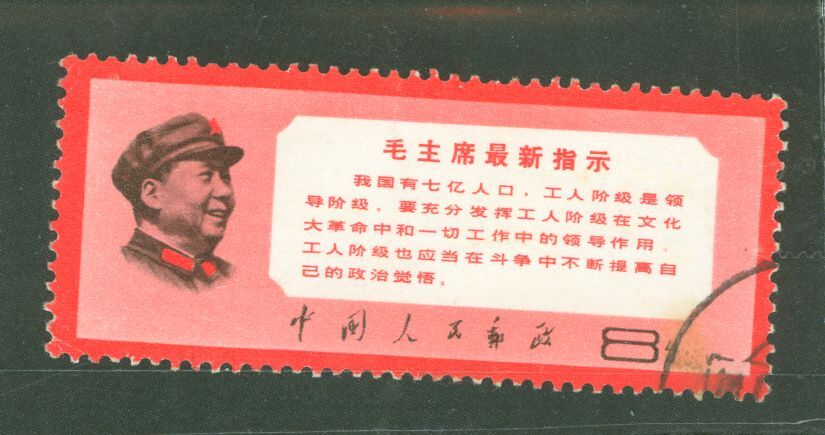 毛主席最新指示
我国有七亿人口，工人阶级是领
导阶级。要充分发挥工人阶级在文化
大革命中和一切工作中的领导作用。
工人阶级也应当在斗争中不断提高自
己的政治觉悟。
中国人民邮政 8